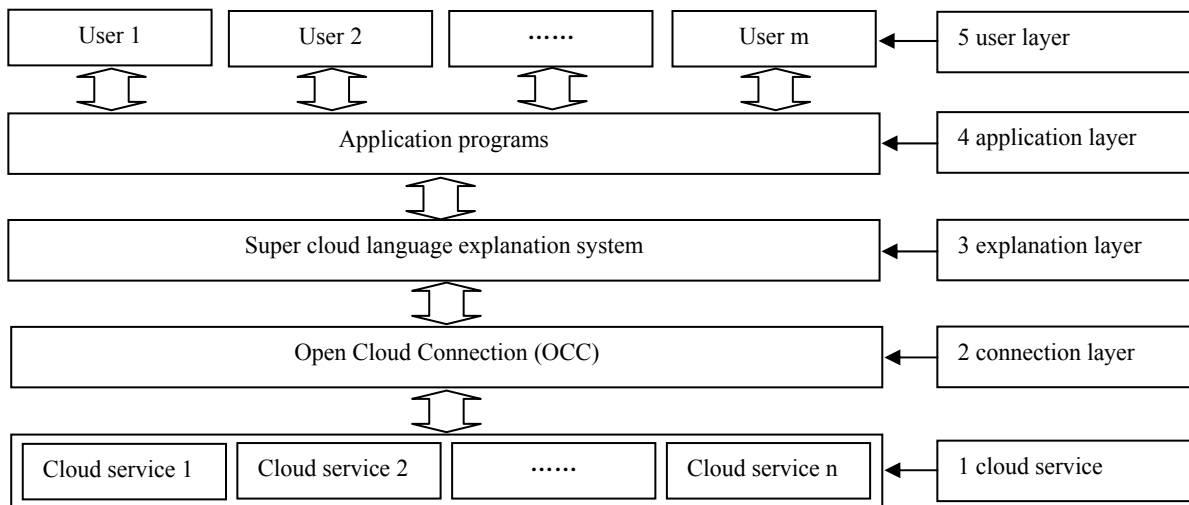 User 1
User 2
……
User m
5 user layer
Application programs
4 application layer
Super cloud language explanation system
3 explanation layer
Open Cloud Connection (OCC)
2 connection layer
Cloud service 1
Cloud service 2
……
Cloud service n
1 cloud service